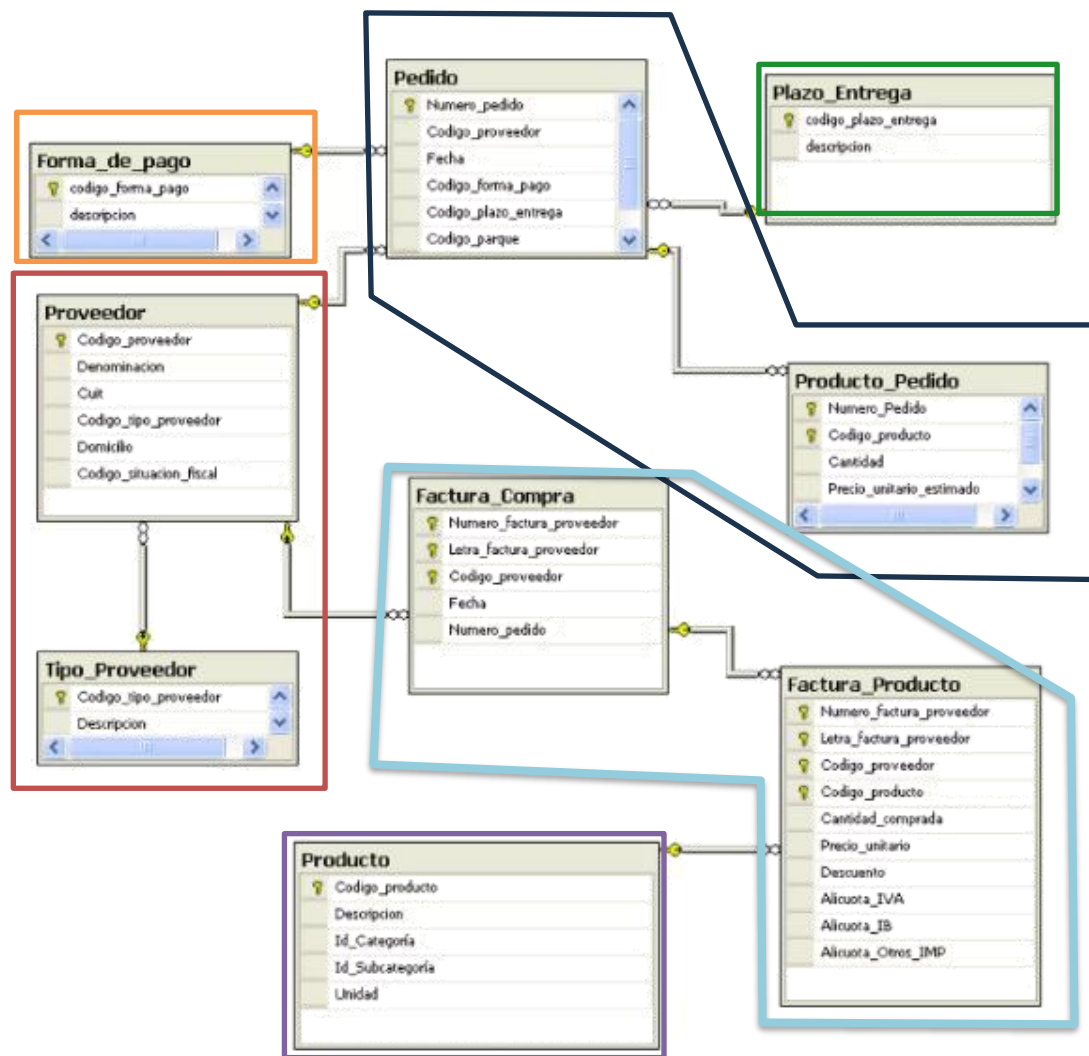 Pedido
Numero_pedido
Codigo_proveedor
Fecha
Codigo_forma_pago
Codigo_plazo_entrega
Codigo_parque
Plazo_Entrega
codigo_plazo_entrega
descripcion
Forma_de_pago
codigo_forma_pago
descripcion
Proveedor
Codigo_proveedor
Denominacion
Cuit
Codigo_tipo_proveedor
Domicilio
Codigo_situacion_fiscal
Producto_Pedido
Numero_Pedido
Codigo_producto
Cantidad
Precio_unitario_estimado
Factura_Compra
Numero_factura_proveedor
Letra_factura_proveedor
Codigo_proveedor
Fecha
Numero_pedido
Tipo_Proveedor
Codigo_tipo_proveedor
Descripcion
Factura_Producto
Numero_factura_proveedor
Letra_factura_proveedor
Codigo_proveedor
Codigo_producto
Cantidad_comprada
Precio_unitario
Descuento
Alicuota_IVA
Alicuota_IB
Alicuota_Otros_IMP
Producto
Codigo_producto
Descripcion
Id_Categoría
Id_Subcategoría
Unidad